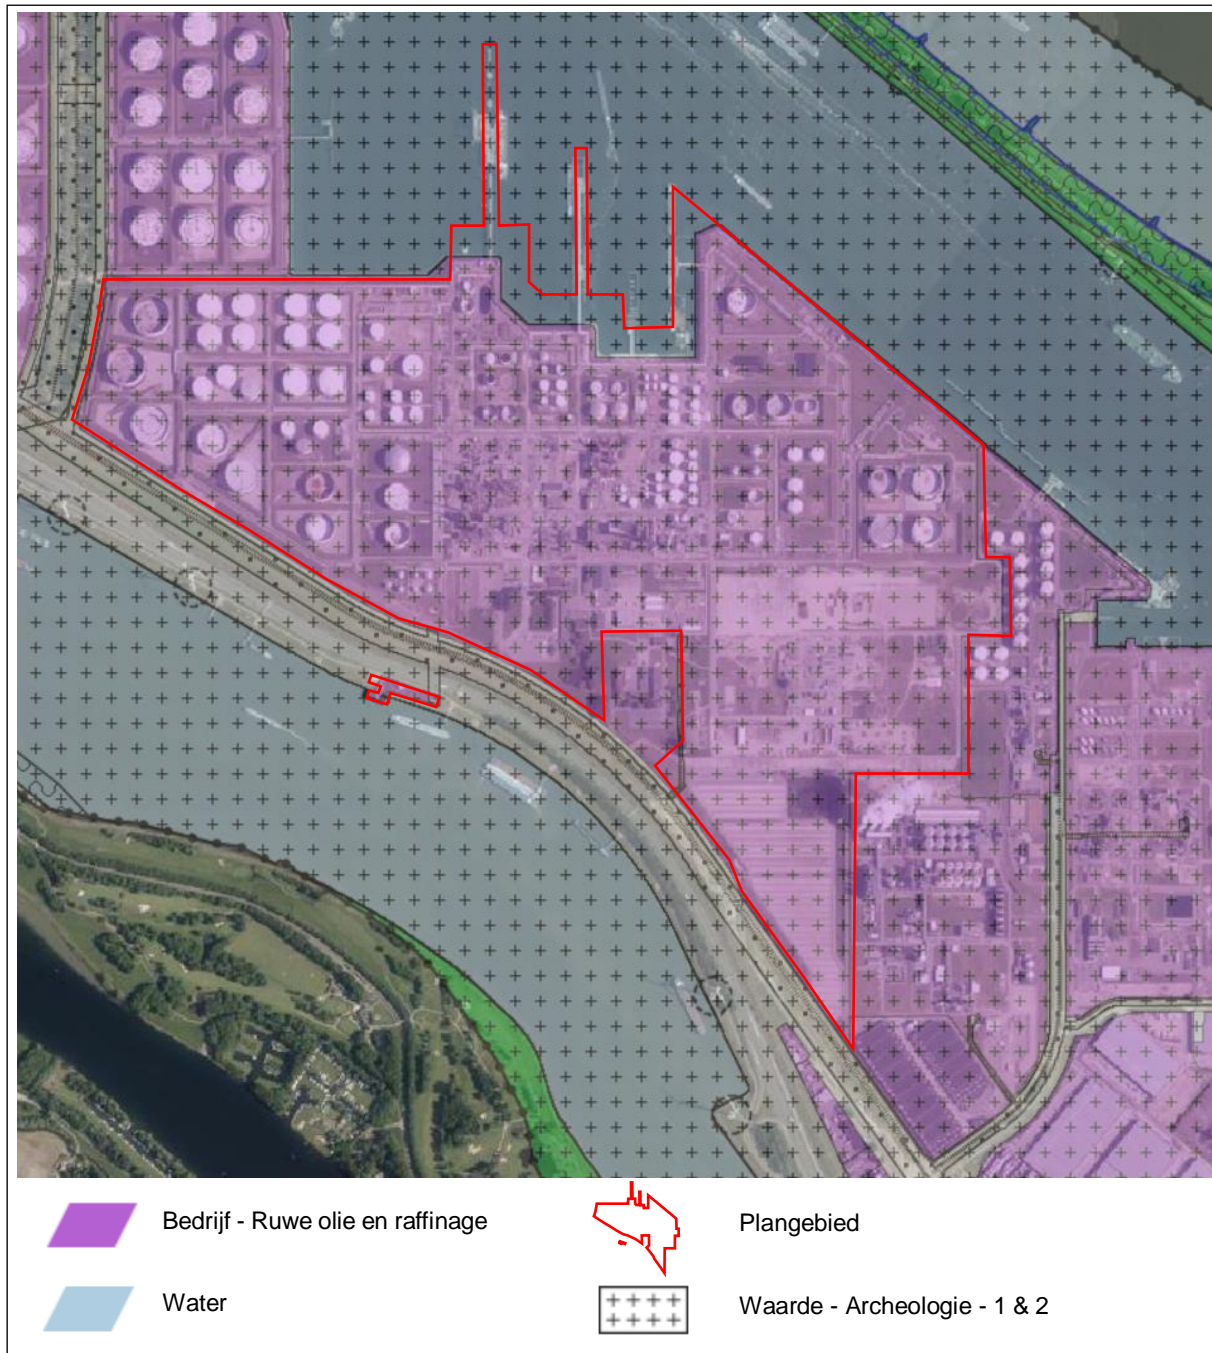 Bedrijf - Ruwe olie en raffinage
Plangebied
Water
Waarde - Archeologie - 1 & 2